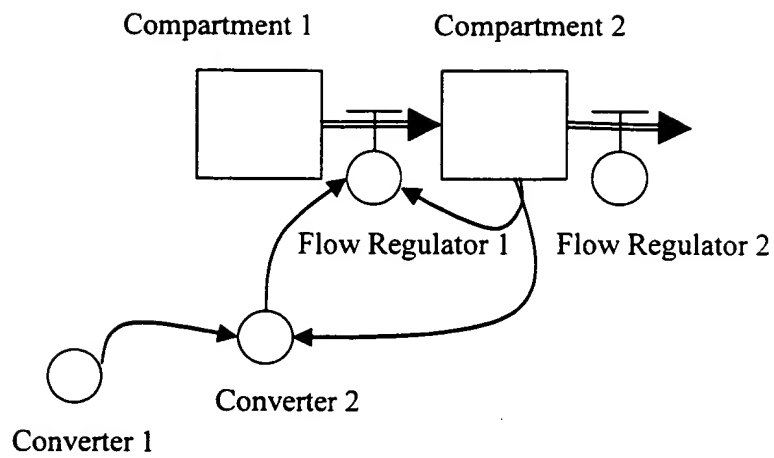 Compartment 1
Compartment 2
Flow Regulator 1
Flow Regulator 2
Converter 2
Converter 1